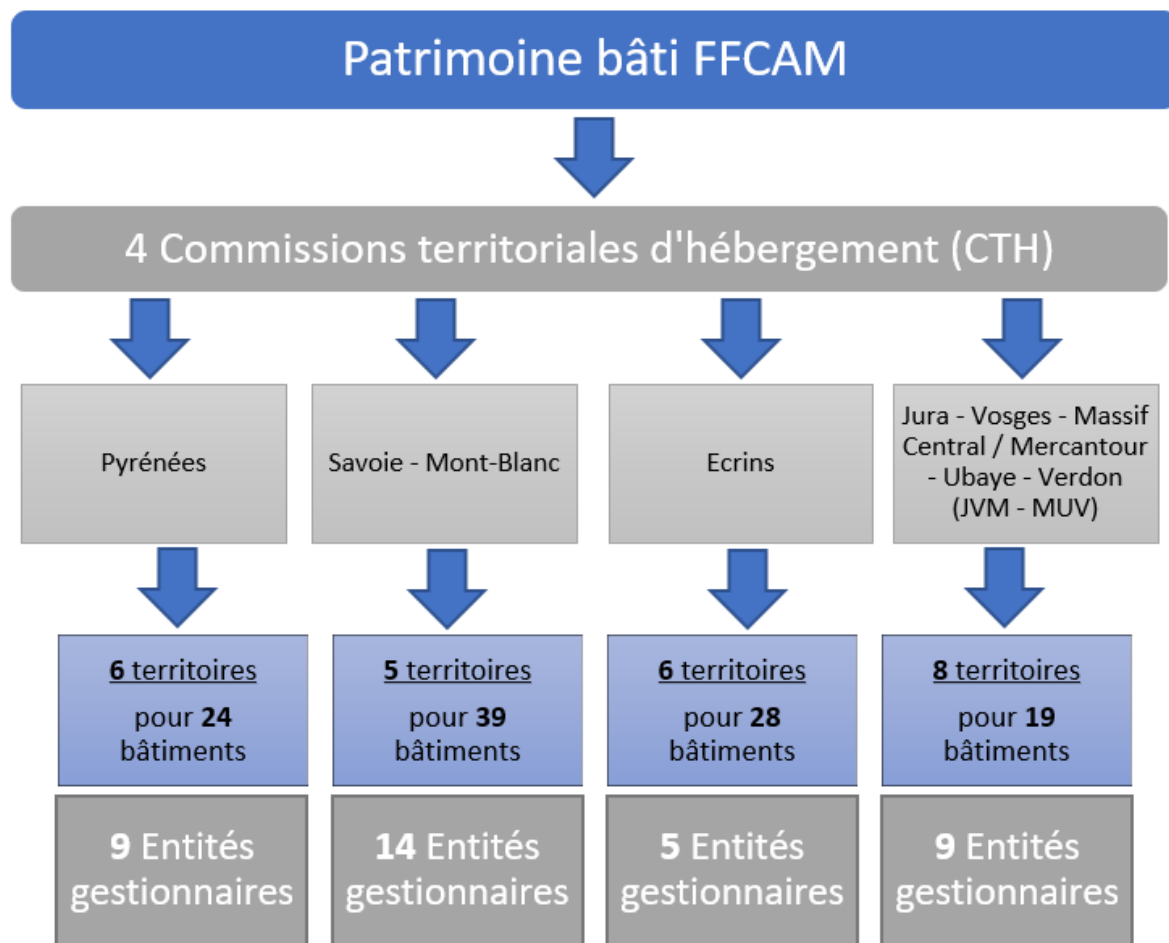 Patrimoine bâti FFCAM
4 Commissions territoriales d'hébergement (CTH)
Pyrénées
Savoie - Mont-Blanc
Ecrins
Jura - Vosges - Massif
Central / Mercantour
- Ubaye - Verdon
(JVM - MUV)
6 territoires
pour 24
bâtiments
5 territoires
pour 39
bâtiments
6 territoires
pour 28
bâtiments
8 territoires
pour 19
bâtiments
9 Entités
gestionnaires
14 Entités
gestionnaires
5 Entités
gestionnaires
9 Entités
gestionnaires